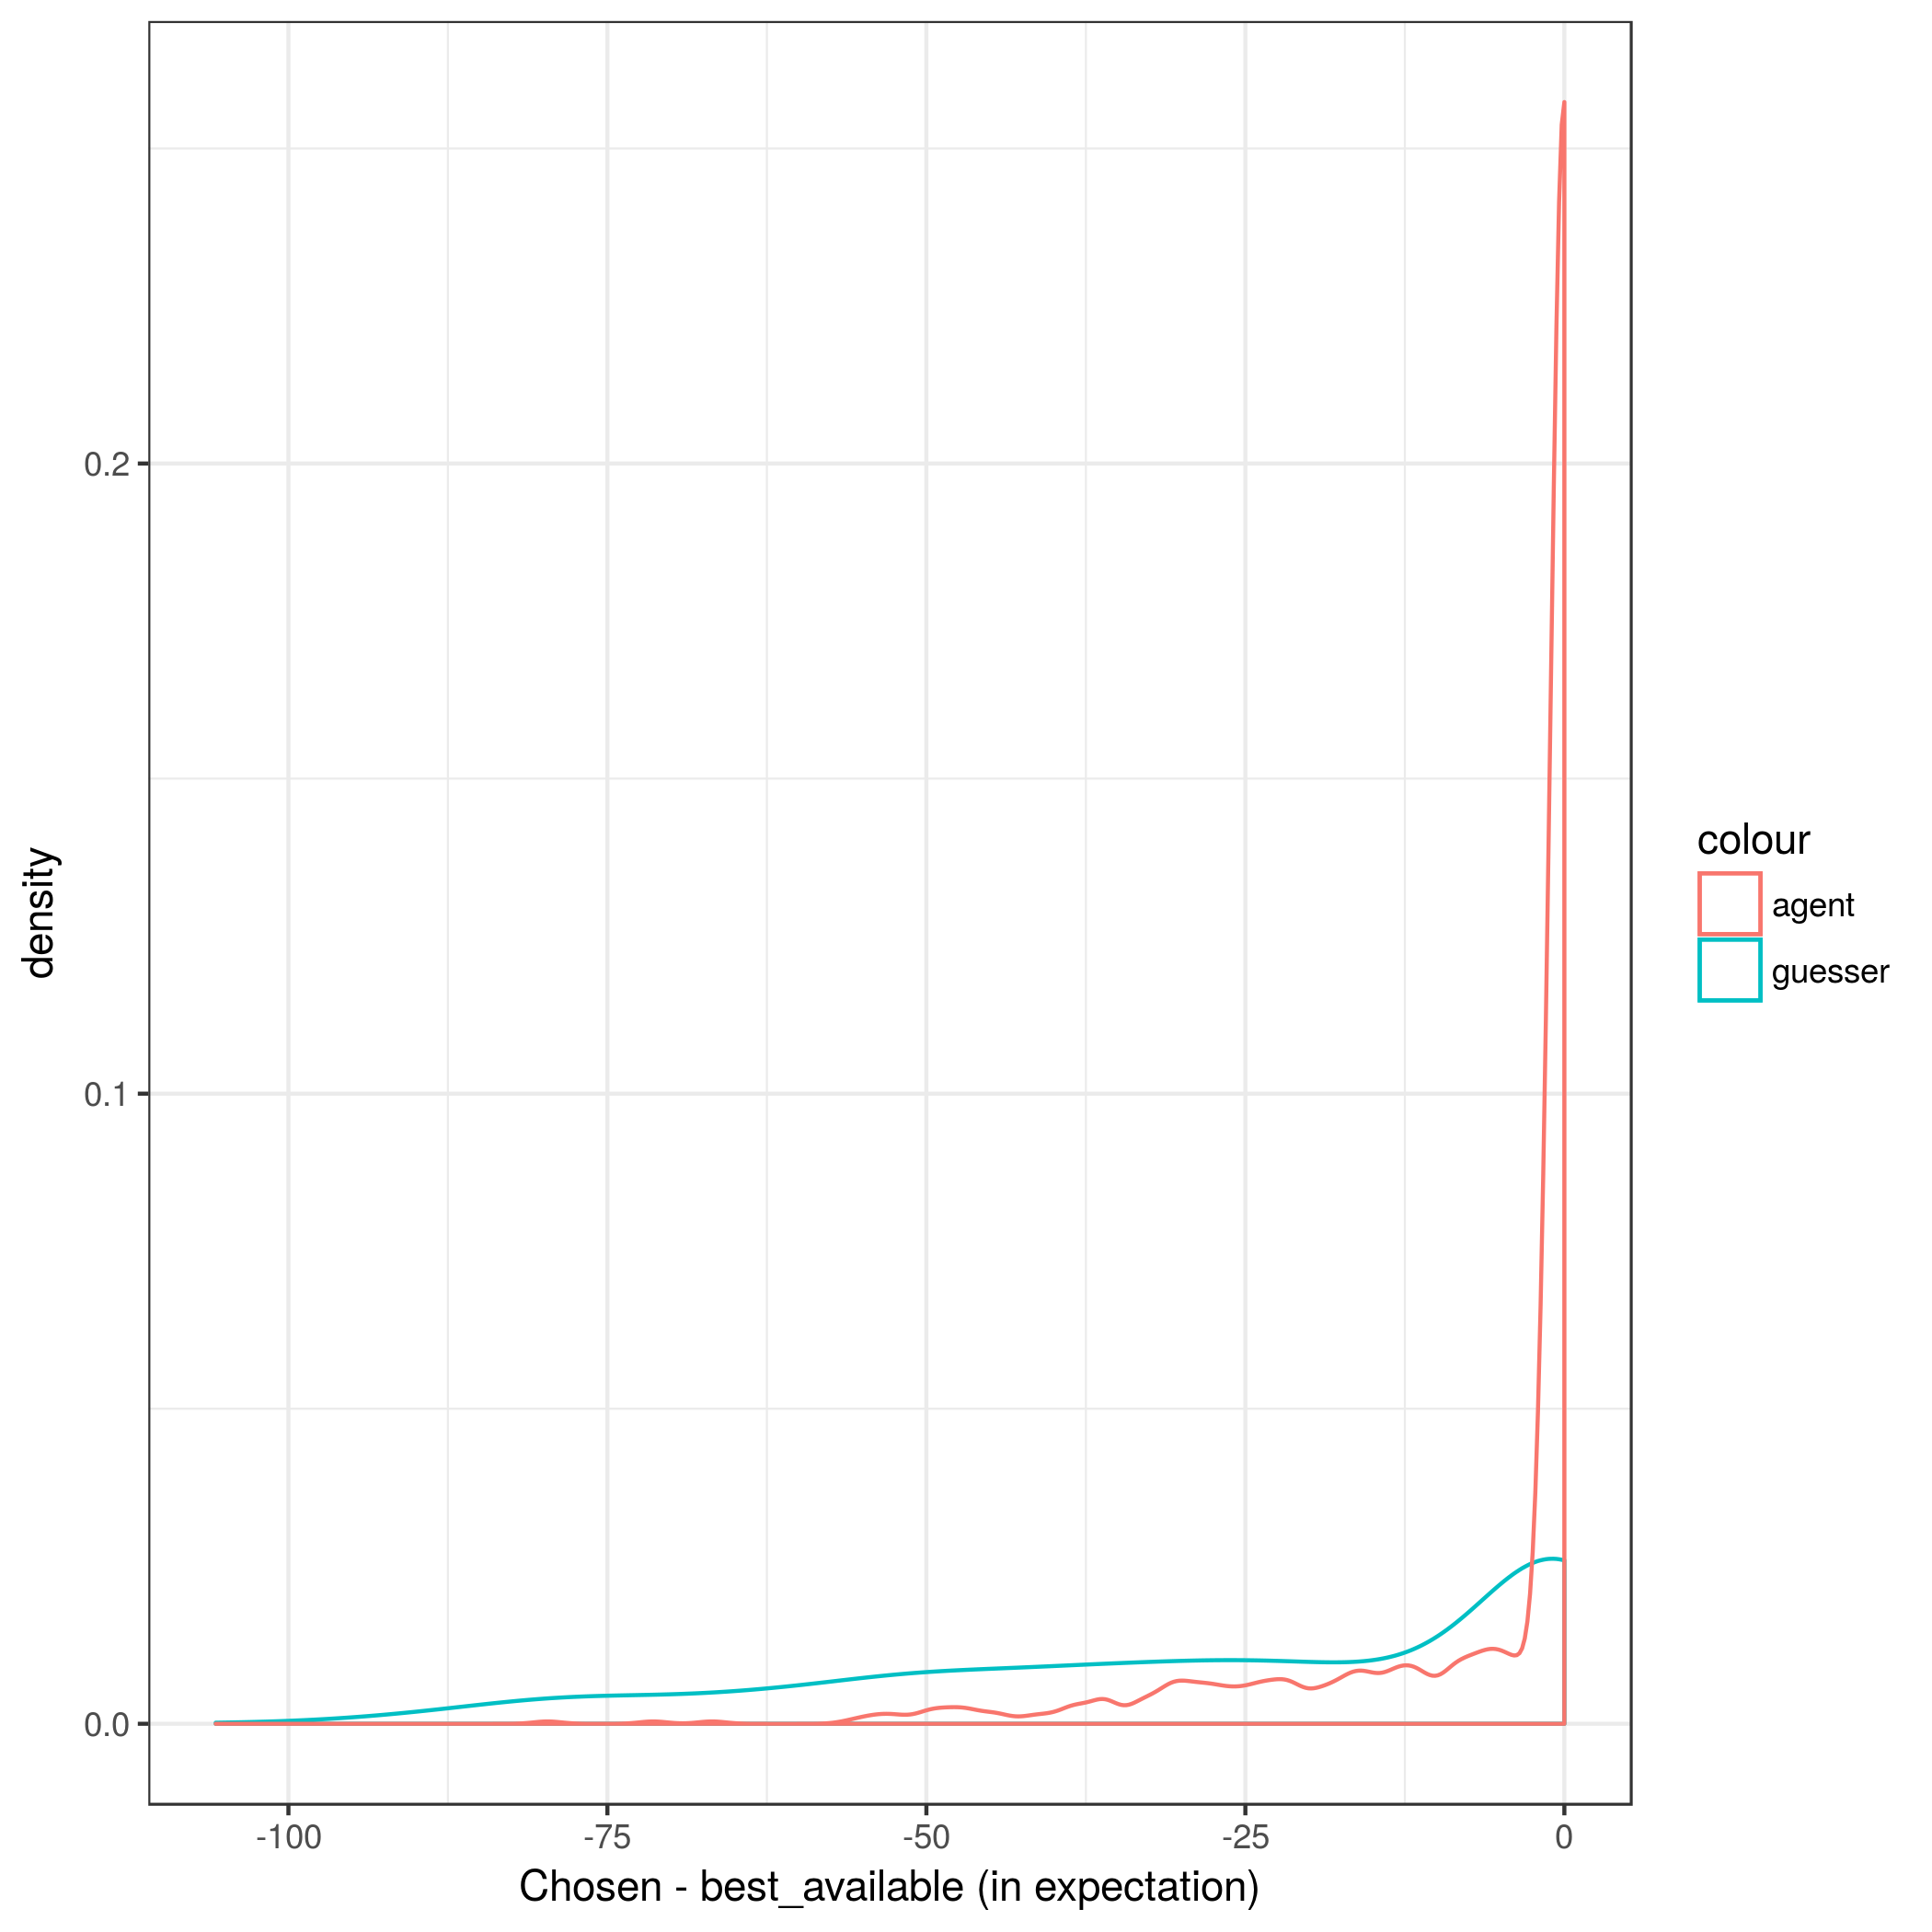 density
0.2
0.1
0.0
-100
-75
-50
-25
0
Chosen - best_available (in expectation)
colour
agent
guesser